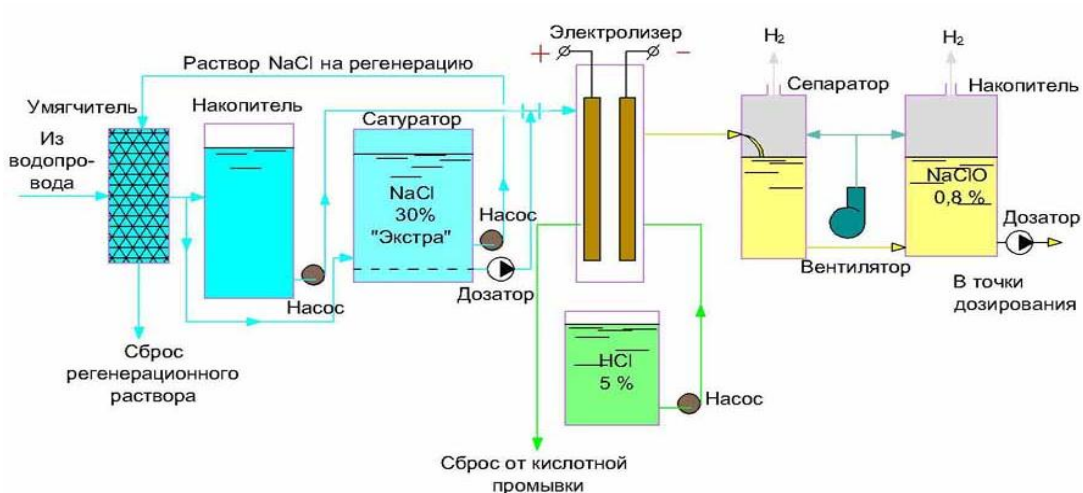 Электролизер
+
−
H2
H2
Раствор NaCl на регенерацию
Сепаратор
Накопитель
Умягчитель
Накопитель
Сатуратор
Из
водопро-
вода
NaCl
30%
"Экстра"
NaClO
0,8 %
Насос
Дозатор
Насос
Дозатор
Вентилятор
В точки
дозирования
Сброс
регенерационного
раствора
HCl
5 %
Насос
Сброс от кислотной
промывки